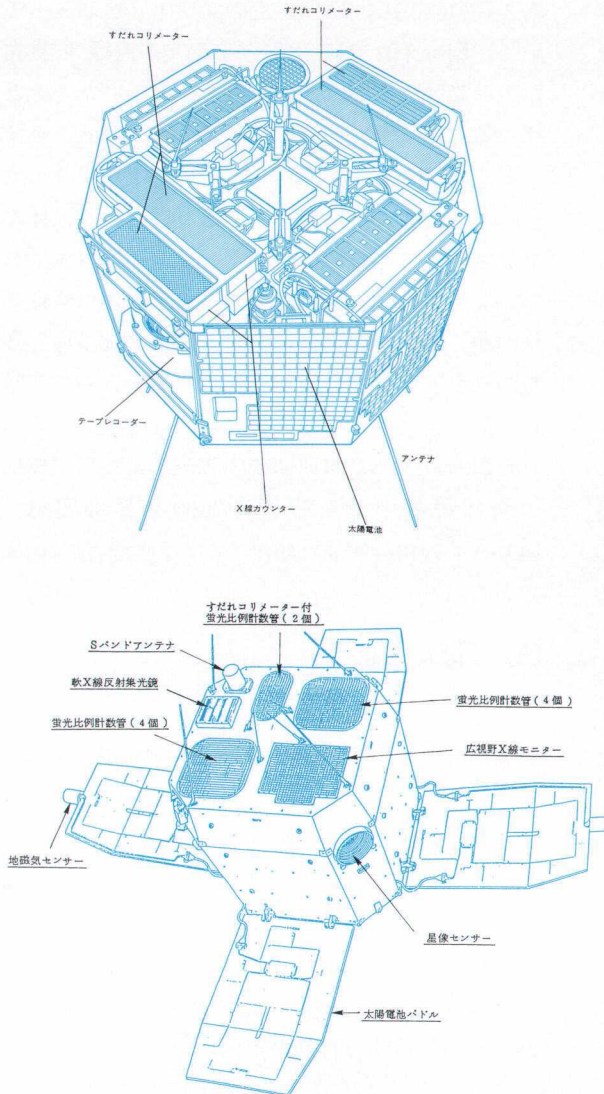 すだれコリメーター
すだれコリメーター
テープレコーダー
アンテナ
X線カウンター
太陽電池
すだれコリメーター付
蛍光比例計数管(2個)
Sバンドアンテナ
軟X線反射集光鏡
蛍光比例計数管(4個)
蛍光比例計数管(4個)
広視野X線モニター
地磁気センサー
星像センサー
太陽電池パドル